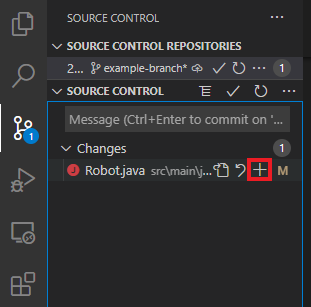 SOURCE CONTROL
SOURCE CONTROL REPOSITORIES
2... example-branch* 1
SOURCE CONTROL
Message (Ctrl+Enter to commit on '...
Changes 1
J Robot.java src\main\j... M
1